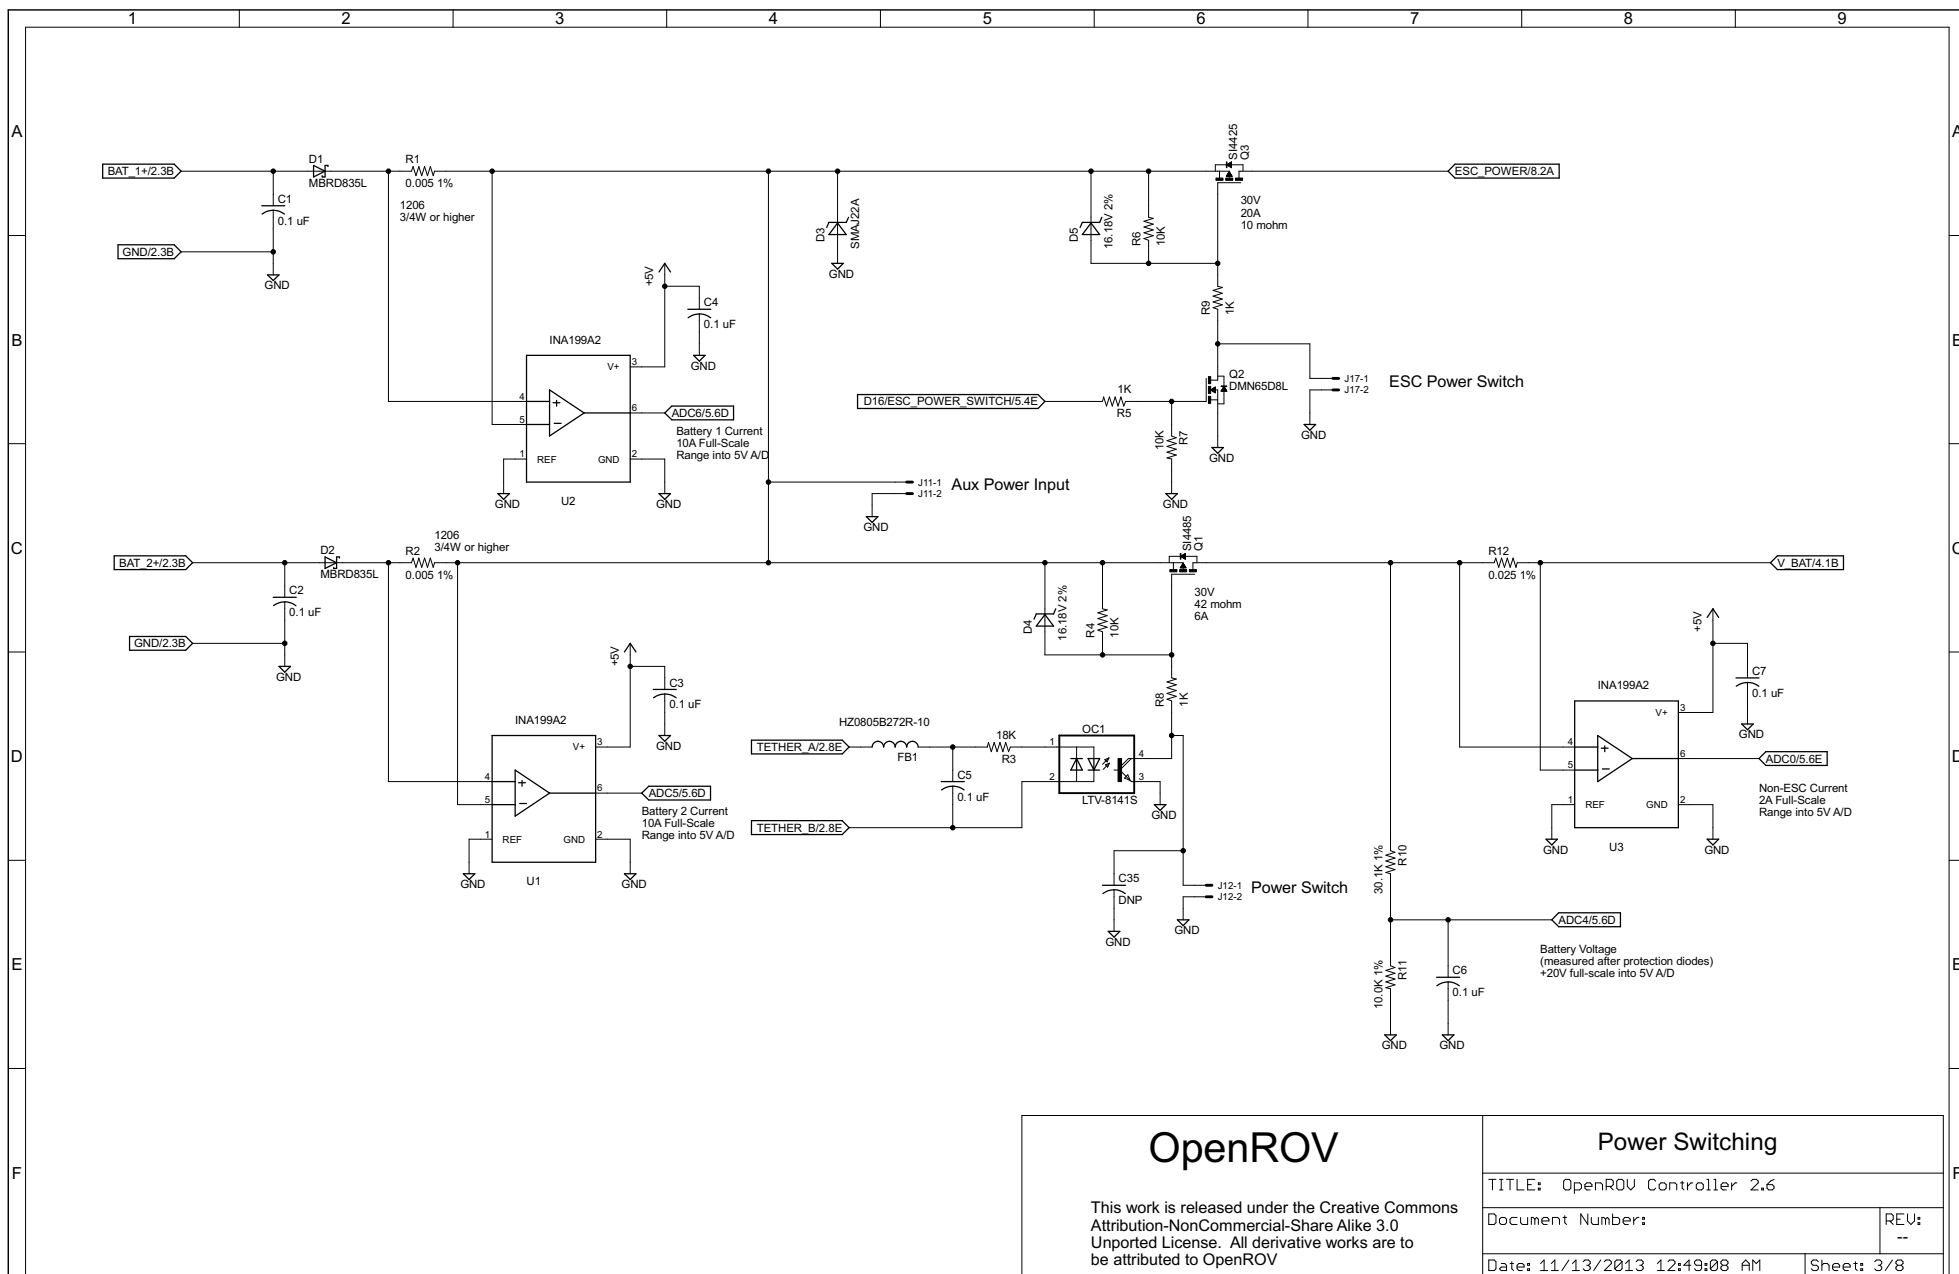 1 2 3 4 5 6 7 8 9
A
A
SI4425
Q3
BAT_1+/2.3B
D1
MBRD835L
R1
0.005 1%
1206
3/4W or higher
C1
0.1 uF
GND/2.3B
GND
D3
SMAJ22A
GND
D5
16.18V 2%
R6
10K
30V
20A
10 mohm
ESC_POWER/8.2A
B
+5V
C4
0.1 uF
GND
INA199A2
V+
3
4
5
6
+
−
ADC6/5.6D
Battery 1 Current
10A Full-Scale
Range into 5V A/D
1
REF
GND
2
GND
U2
GND
R9
1K
Q2
DMN65D8L
J17-1
J17-2
ESC Power Switch
GND
D16/ESC_POWER_SWITCH/5.4E
1K
R5
10K
R7
GND
GND
J11-1
J11-2
Aux Power Input
GND
C
SI4485
Q1
BAT_2+/2.3B
D2
MBRD835L
R2
0.005 1%
1206
3/4W or higher
C2
0.1 uF
GND/2.3B
GND
D4
16.18V 2%
R4
10K
30V
42 mohm
6A
R12
0.025 1%
V_BAT/4.1B
+5V
C3
0.1 uF
GND
INA199A2
V+
3
4
5
6
+
−
ADC5/5.6D
Battery 2 Current
10A Full-Scale
Range into 5V A/D
1
REF
GND
2
GND
U1
GND
D
R8
1K
HZ0805B272R-10
TETHER_A/2.8E
FB1
18K
R3
OC1
1
2
4
3
LTV-8141S
GND
C5
0.1 uF
TETHER_B/2.8E
C35
DNP
GND
J12-1
J12-2
Power Switch
GND
+5V
C7
0.1 uF
GND
INA199A2
V+
3
4
5
6
+
−
ADC0/5.6E
Non-ESC Current
2A Full-Scale
Range into 5V A/D
1
REF
GND
2
GND
U3
GND
30.1K 1%
R10
ADC4/5.6D
Battery Voltage
(measured after protection diodes)
+20V full-scale into 5V A/D
E
10.0K 1%
R11
C6
0.1 uF
GND
GND
F
OpenROV
This work is released under the Creative Commons
Attribution-NonCommercial-Share Alike 3.0
Unported License. All derivative works are to
be attributed to OpenROV
Power Switching
TITLE: OpenROV Controller 2.6
Document Number:
REV:
--
Date: 11/13/2013 12:49:08 AM
Sheet: 3/8